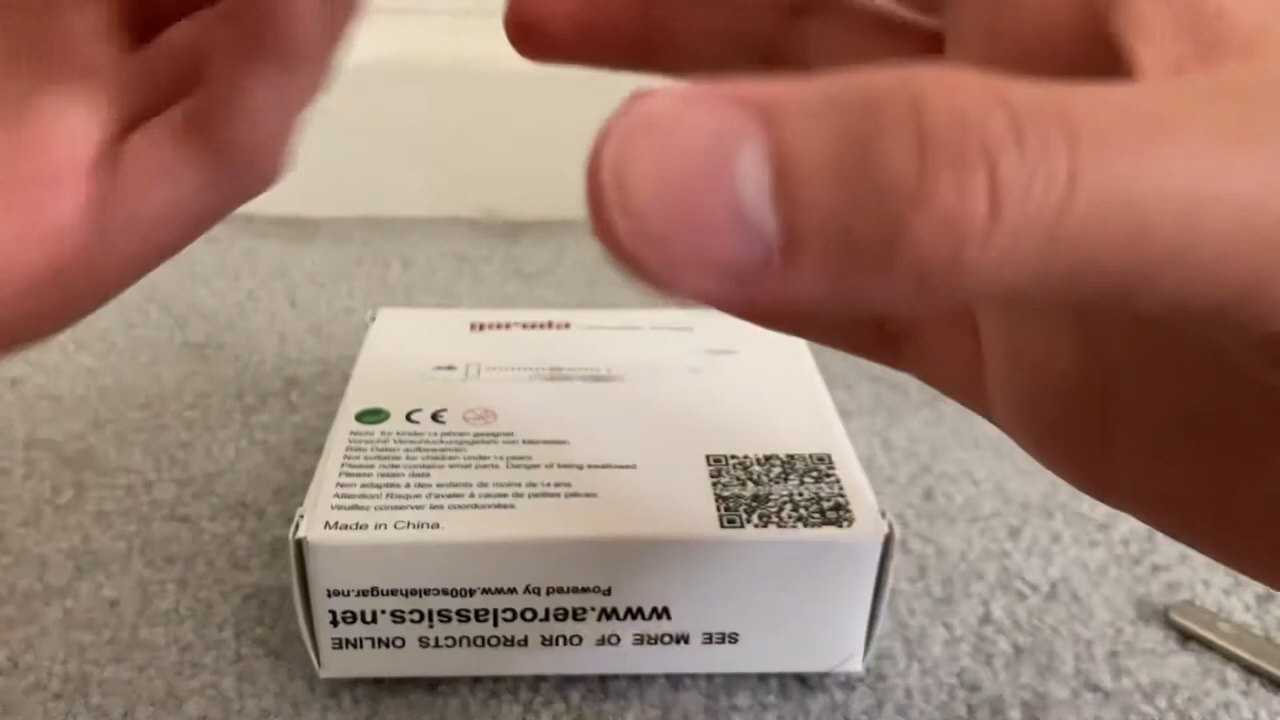 CE
Nicht für kinder 14 jahren geeignet.
Vorsicht! Verschluckungsgefahr von kleinteilen.
Bitte Daten aufbewahren.
Not suitable for children under 14 years.
Please note:contains small parts. Danger of being swallowed.
Please retain data.
Non adaptés à des enfants de moins de 14 ans.
Attention! Risque d'avaler à cause de petites pièces.
Veuillez conserver les coordonnées.
Made in China.
SEE MORE OF OUR PRODUCTS ONLINE
www.aeroclassics.net
Powered by www.400scalehangar.net